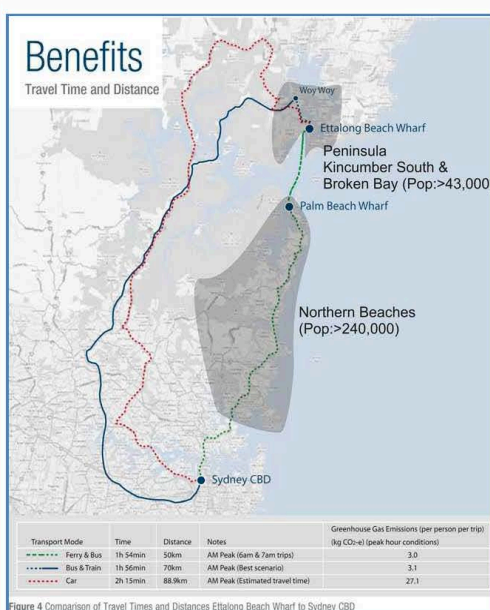 Benefits
Travel Time and Distance
Woy Woy
Ettalong Beach Wharf
Peninsula
Kincumber South &
Broken Bay (Pop:>43,000
Palm Beach Wharf
Northern Beaches
(Pop:>240,000)
Sydney CBD
Greenhouse Gas Emissions (per person per trip)
Transport Mode Time Distance Notes (kg CO2-e) (peak hour conditions)
Ferry & Bus 1h 54min 50km AM Peak (6am & 7am trips) 3.0
Bus & Train 1h 56min 70km AM Peak (Best scenario) 3.1
Car 2h 15min 88.9km AM Peak (Estimated travel time) 27.1
Figure 4 Comparison of Travel Times and Distances Ettalong Beach Wharf to Sydney CBD